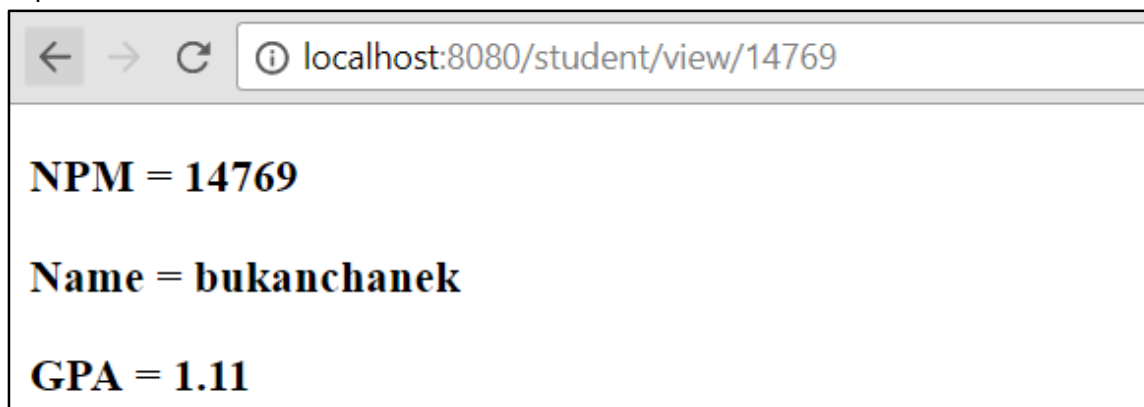 localhost:8080/student/view/14769
NPM = 14769
Name = bukanchanek
GPA = 1.11